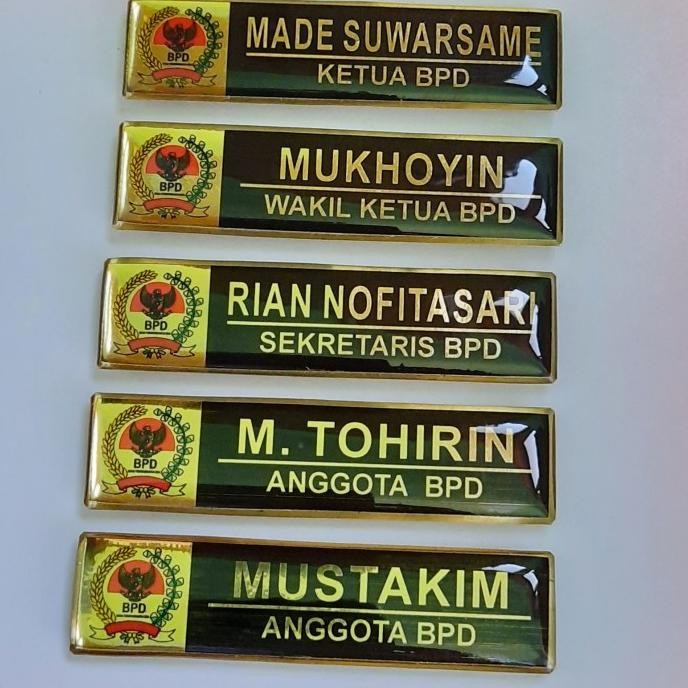 BPD
MADE SUWARSAME
KETUA BPD
BPD
MUKHOYIN
WAKIL KETUA BPD
BPD
RIAN NOFITASARI
SEKRETARIS BPD
BPD
M. TOHIRIN
ANGGOTA BPD
BPD
MUSTAKIM
ANGGOTA BPD